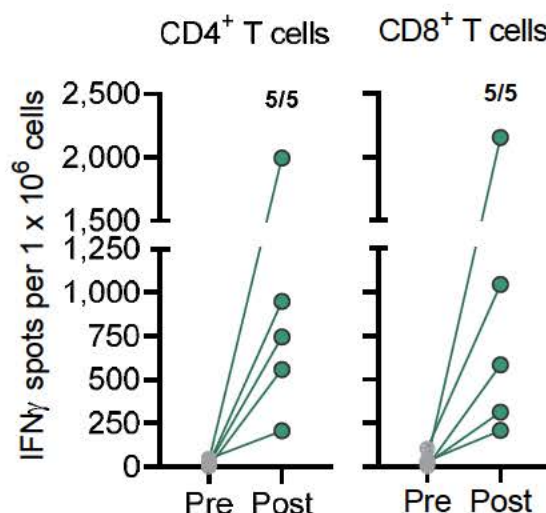 CD4⁺ T cells
CD8⁺ T cells
IFNγ spots per 1 x 10⁶ cells
2,500
2,000
1,500
1,250
1,000
750
500
250
0
5/5
5/5
Pre Post
Pre Post